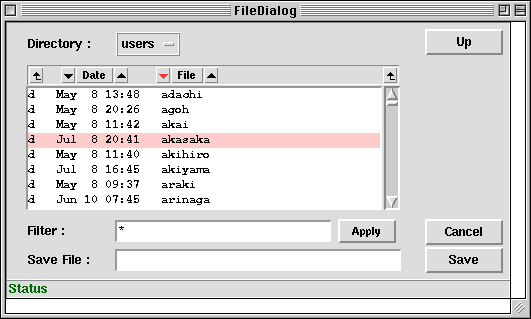 FileDialog
Directory : users Up
Date File
d May 8 13:48 adachi
d May 8 20:26 agoh
d May 8 11:42 akai
d Jul 8 20:41 akasaka
d May 8 11:40 akihiro
d Jul 8 16:45 akiyama
d May 8 09:37 araki
d Jun 10 07:45 arinaga
Filter : * Apply Cancel
Save File : Save
Status